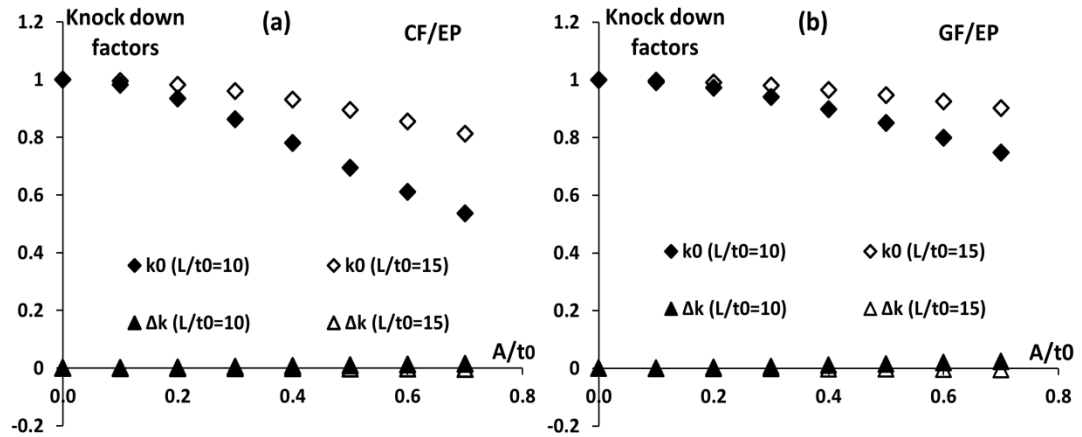 Knock down
factors
(a)
CF/EP
1.2
1
0.8
0.6
0.4
0.2
0
-0.2
k0 (L/t0=10)
k0 (L/t0=15)
Δk (L/t0=10)
Δk (L/t0=15)
A/t0
0.0
0.2
0.4
0.6
0.8
Knock down
factors
(b)
GF/EP
1.2
1
0.8
0.6
0.4
0.2
0
-0.2
k0 (L/t0=10)
k0 (L/t0=15)
Δk (L/t0=10)
Δk (L/t0=15)
A/t0
0.0
0.2
0.4
0.6
0.8